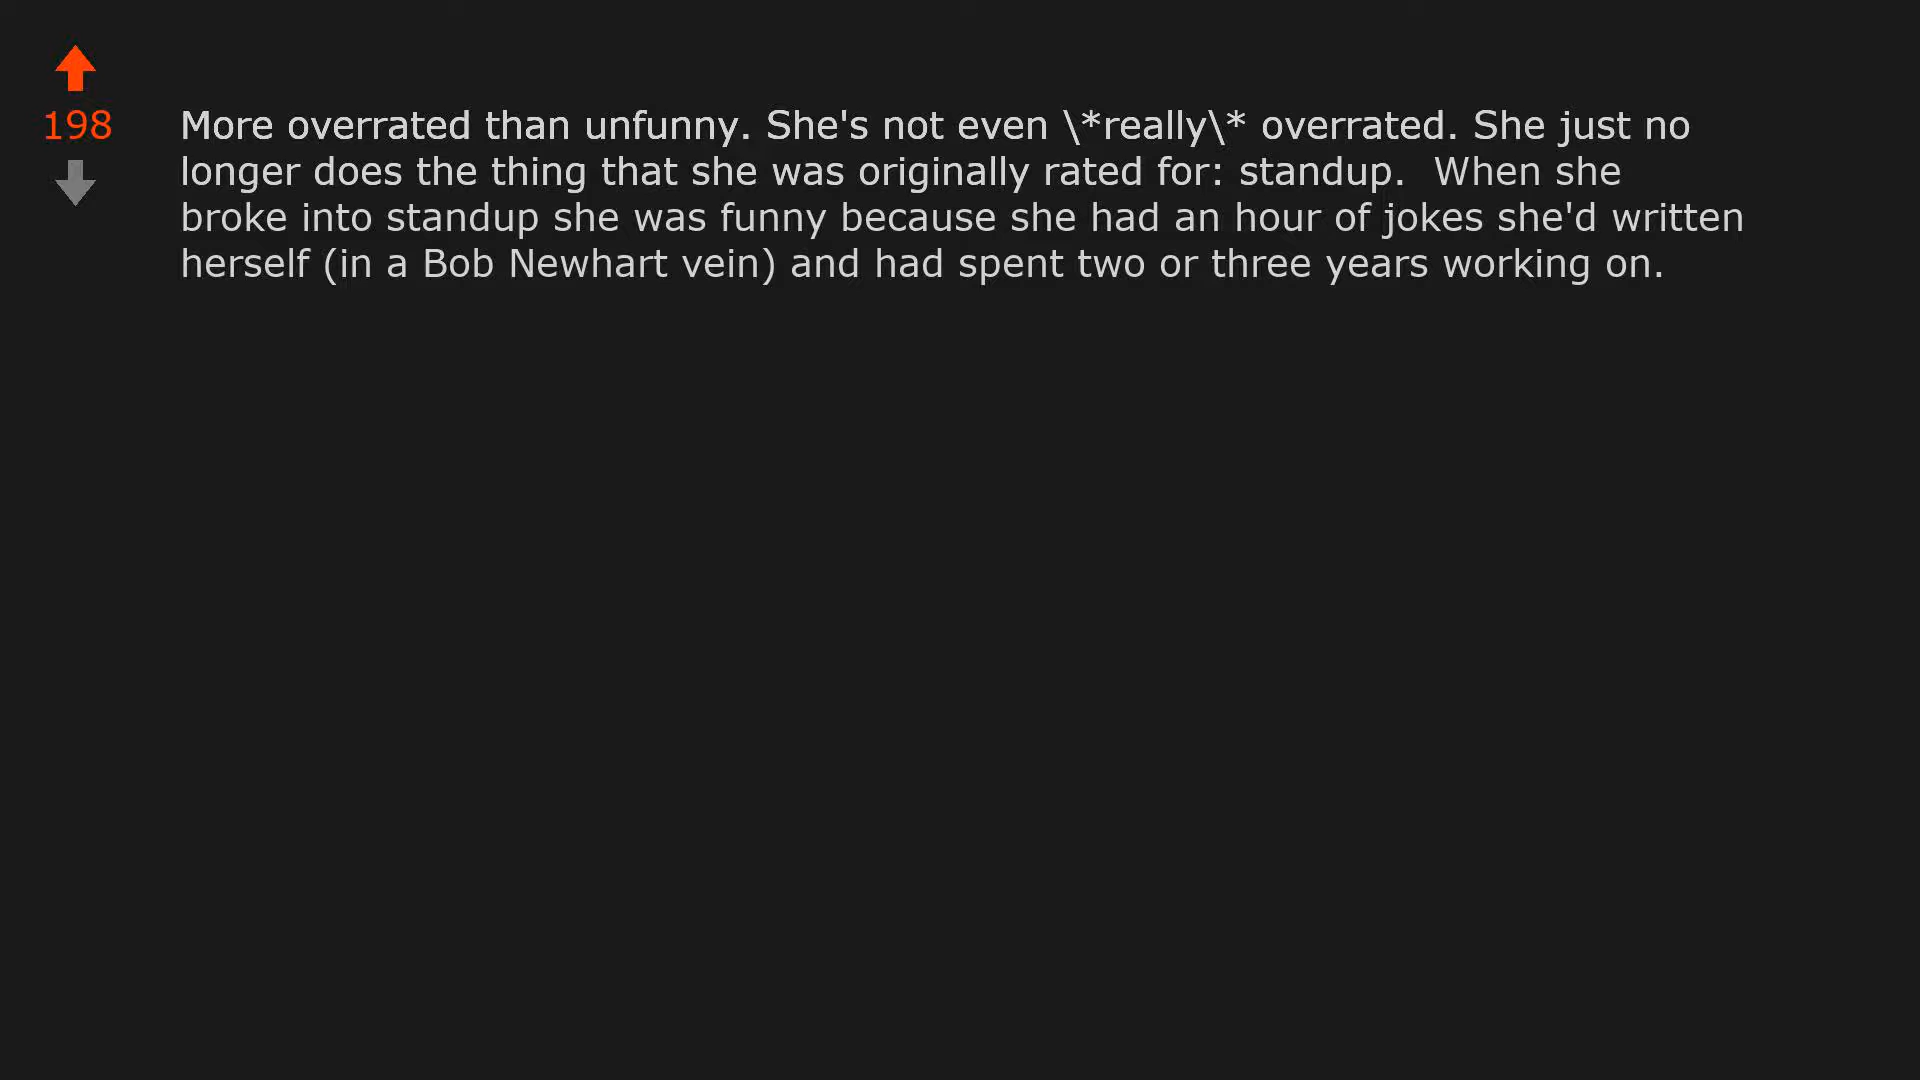 198
More overrated than unfunny. She's not even \*really\* overrated. She just no
longer does the thing that she was originally rated for: standup.  When she
broke into standup she was funny because she had an hour of jokes she'd written
herself (in a Bob Newhart vein) and had spent two or three years working on.